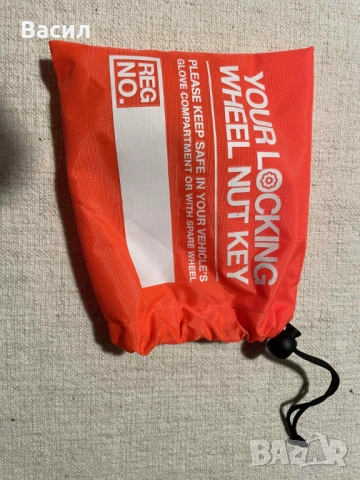 Васил
YOUR LOCKING
WHEEL NUT KEY
PLEASE KEEP SAFE IN YOUR VEHICLE'S
GLOVE COMPARTMENT OR WITH SPARE WHEEL
REG
NO.
BAZAR